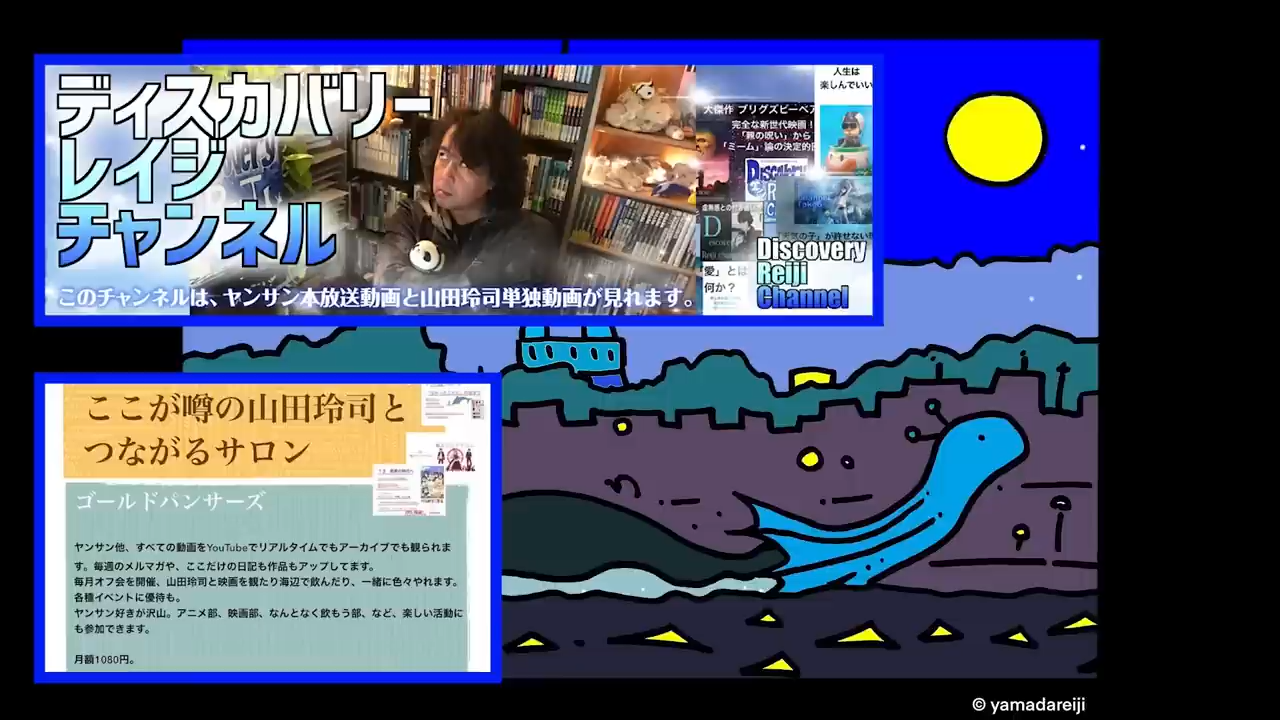 ディスカバリー
レイジ
チャンネル
このチャンネルは、ヤンサン本放送動画と山田玲司単独動画が見れます。
人生は
楽しんでいい
大傑作 ブリグズビーベア
完全な新世代映画！
「親の呪い」から
「ミーム」論の決定的
Discovery
「愛」とは
何か？
Discovery
Reiji
Channel
ここが噂の山田玲司と
つながるサロン
ゴールドパンサーズ
ヤンサン他、すべての動画をYouTubeでリアルタイムでもアーカイブでも観られま
す。毎週のメルマガや、ここだけの日記も作品もアップしてます。
毎月オフ会を開催、山田玲司と映画を観たり海辺で飲んだり、一緒に色々やれます。
各種イベントに優待も。
ヤンサン好きが沢山。アニメ部、映画部、なんとなく飲もう部、など、楽しい活動に
も参加できます。
月額1080円。
© yamadareiji